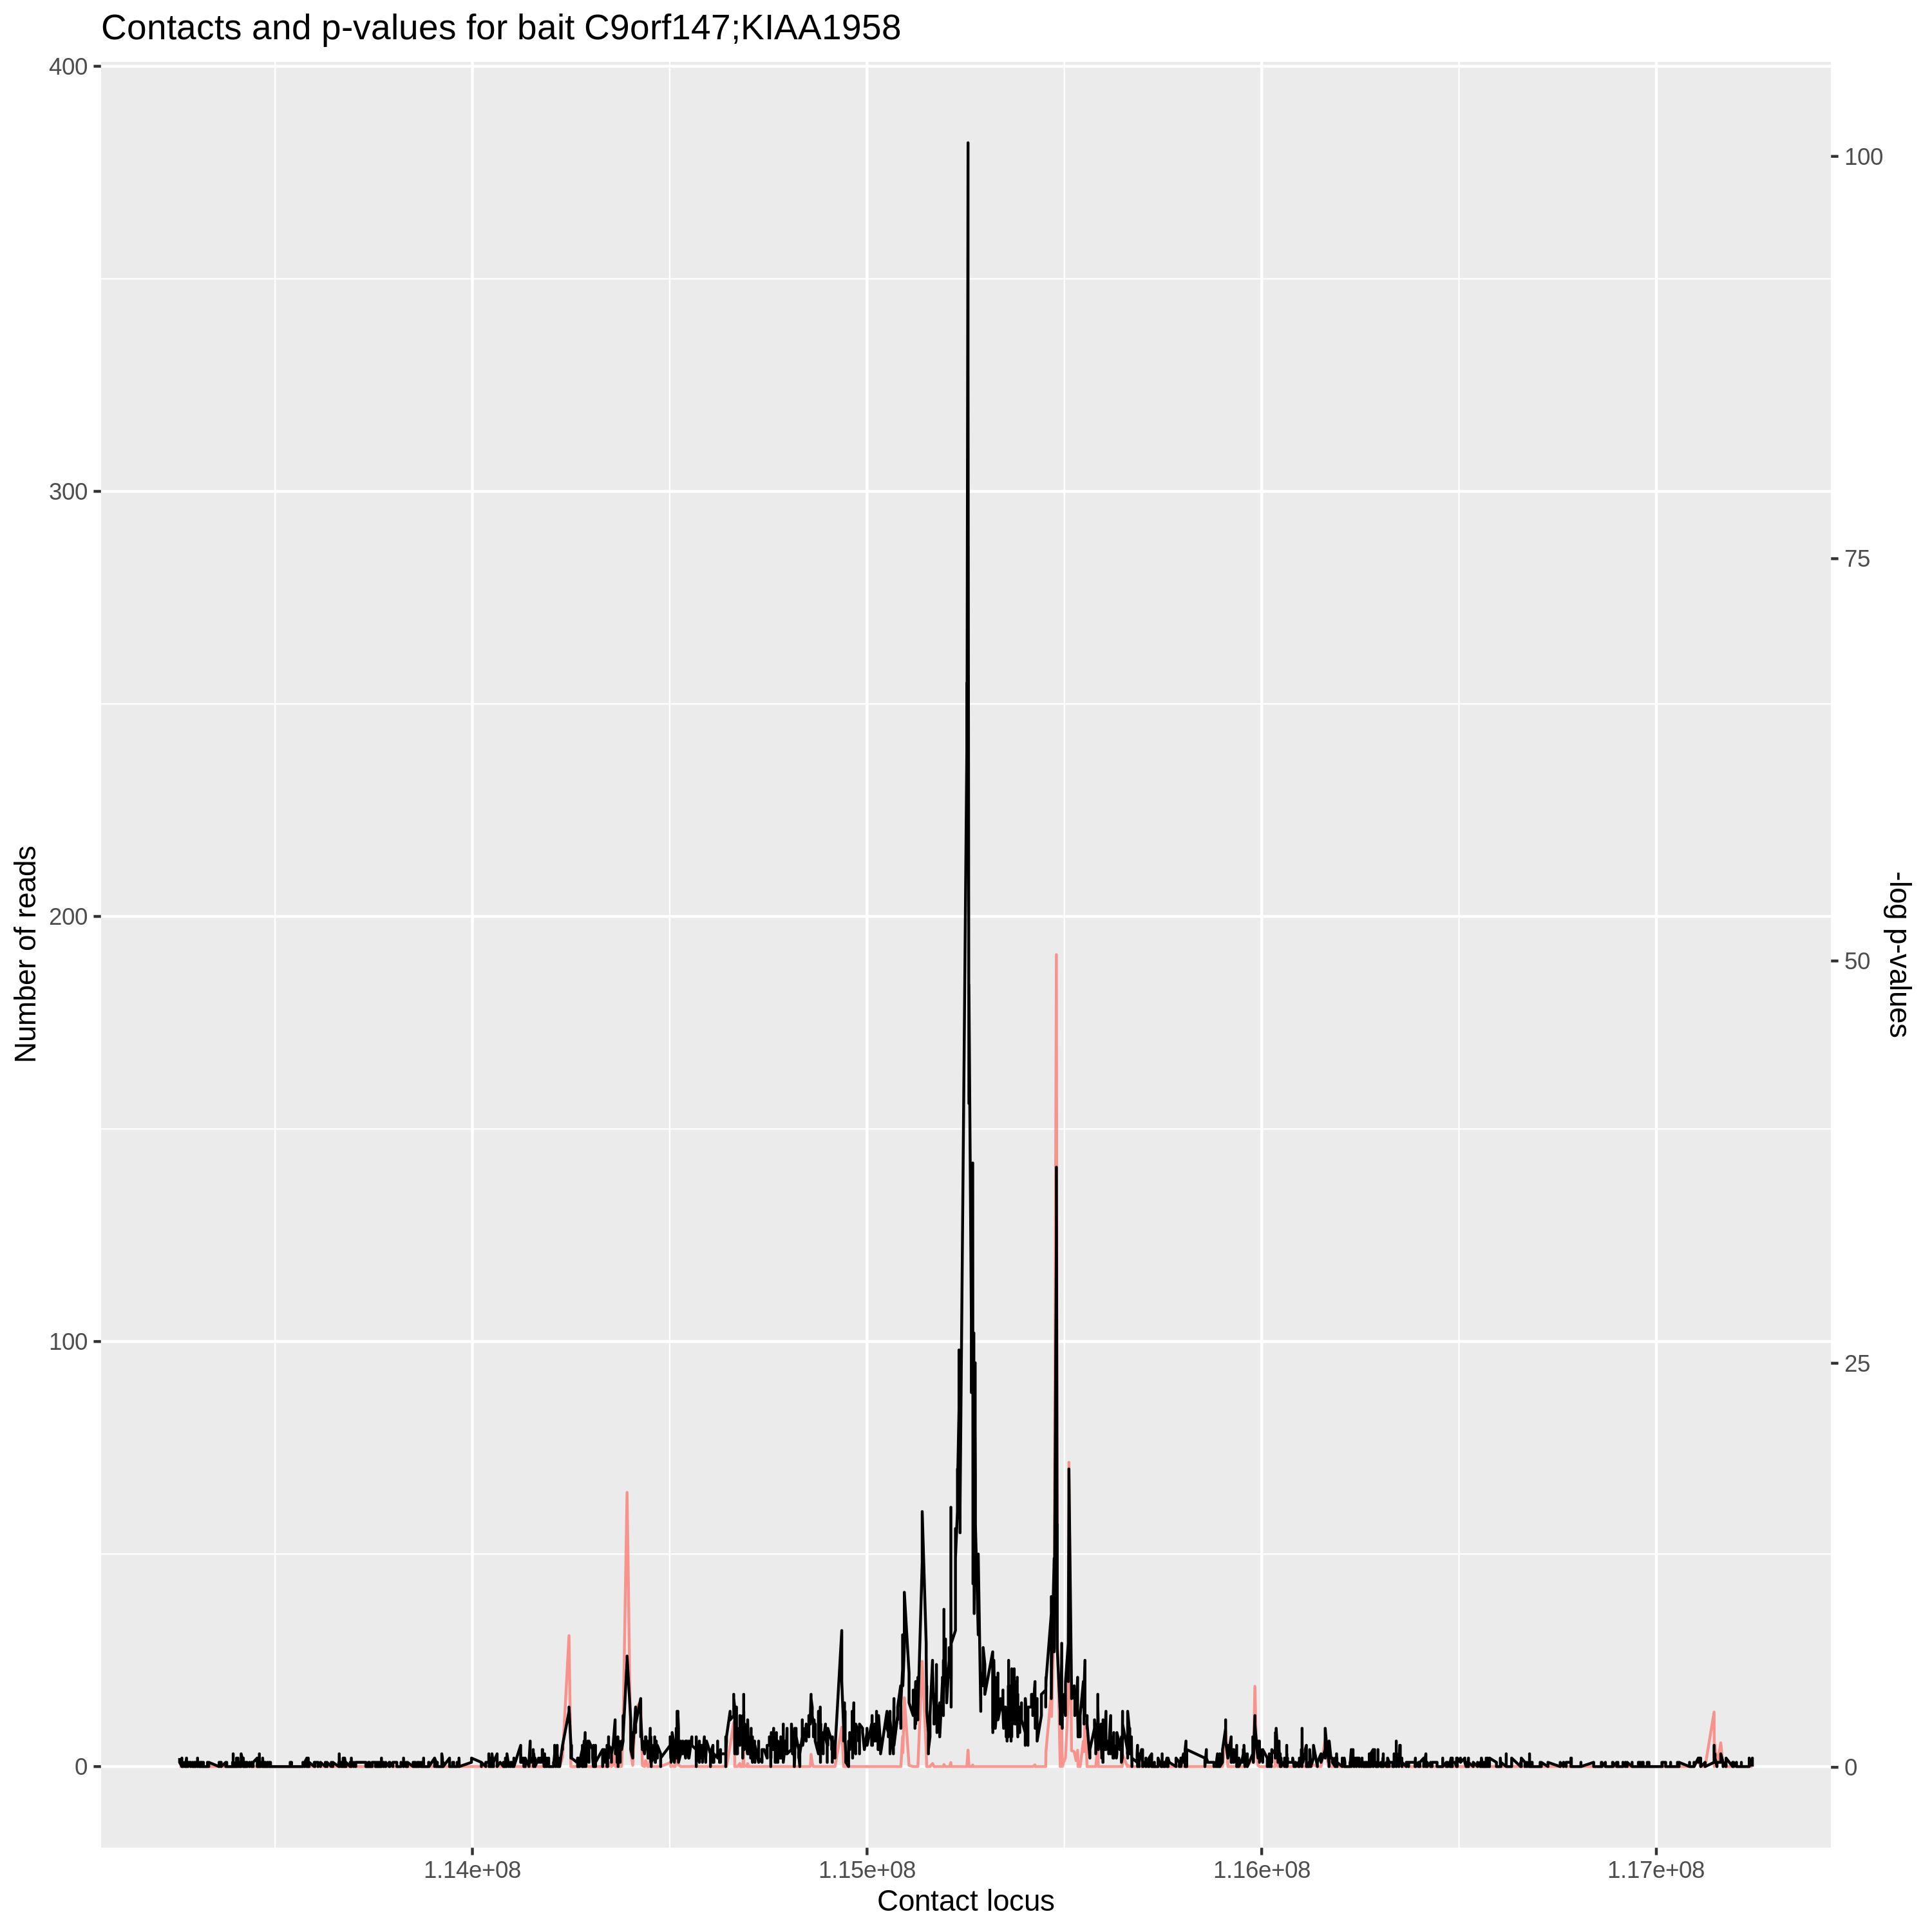 Contacts and p-values for bait C9orf147;KIAA1958
400
300
200
100
0
Number of reads
100
75
50
25
0
-log p-values
1.14e+08
1.15e+08
1.16e+08
1.17e+08
Contact locus